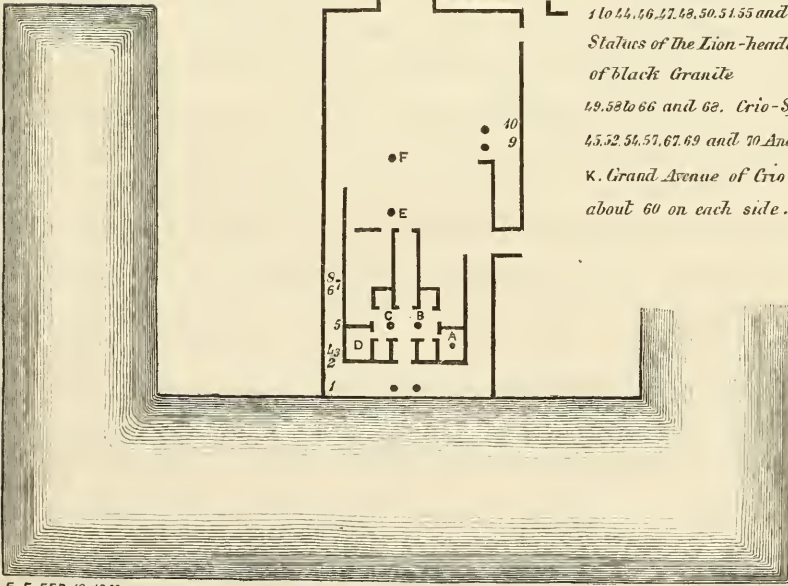 1 to 44, 46, 47, 48, 50, 51, 55 and
Statues of the Lion-head
of black Granite
49, 58 to 66 and 68. Crio-S
45, 52, 54, 57, 67, 69 and 70 An
K. Grand Avenue of Crio
about 60 on each side.
10
9
F
E
8
7
6
5
C
B
D
A
4
3
2
1